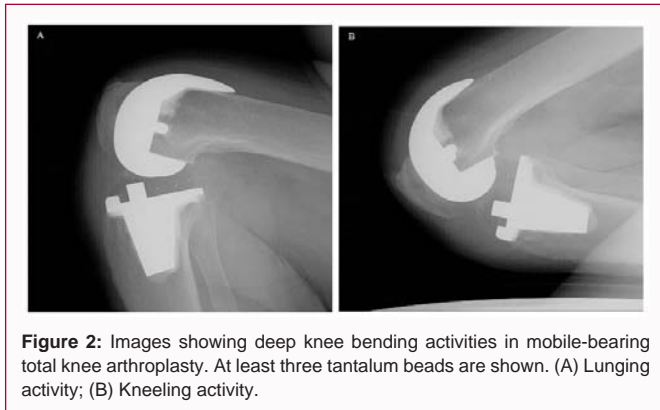 A
B
Figure 2: Images showing deep knee bending activities in mobile-bearing
total knee arthroplasty. At least three tantalum beads are shown. (A) Lunging
activity; (B) Kneeling activity.